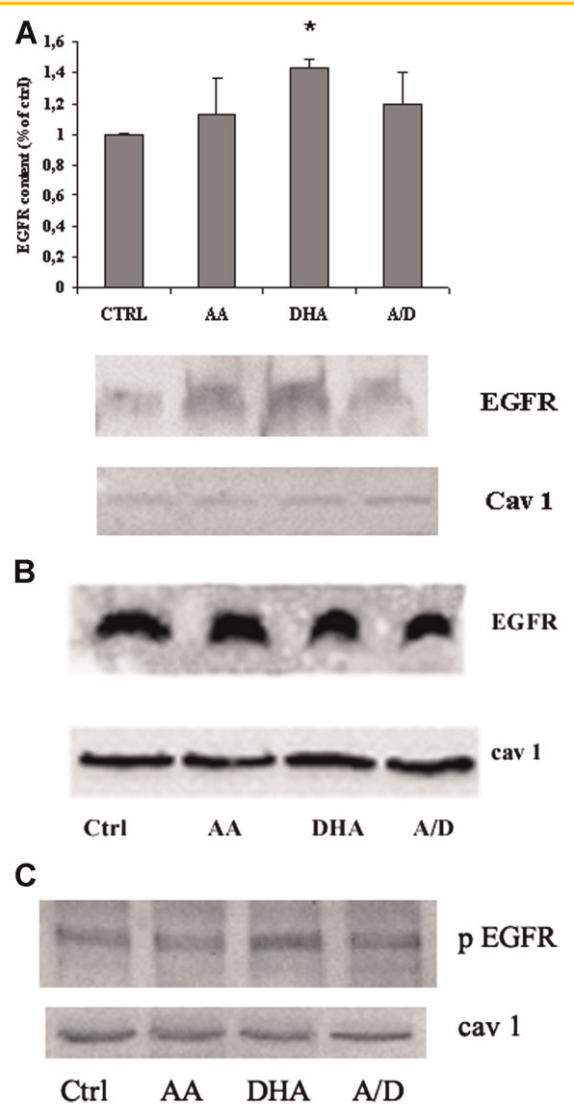 A
*
EGFR content (% of ctrl)
1,6
1,4
1,2
1
0,8
0,6
0,4
0,2
0
CTRL AA DHA A/D
EGFR
Cav 1
B
EGFR
cav 1
Ctrl AA DHA A/D
C
p EGFR
cav 1
Ctrl AA DHA A/D